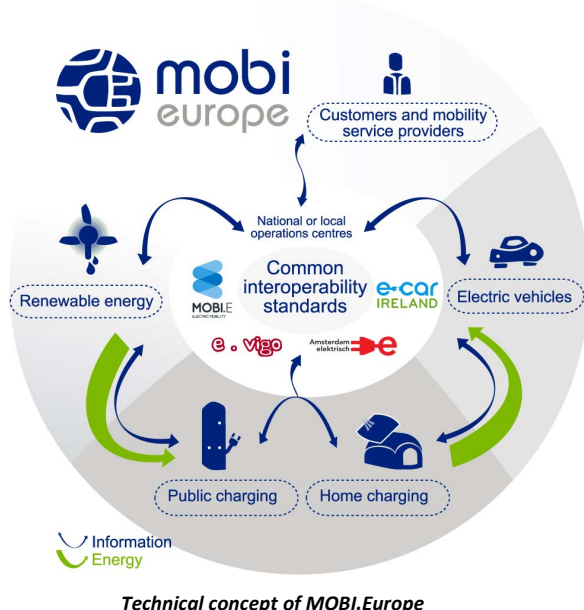 mobi
europe
Customers and mobility
service providers
National or local
operations centres
Common
interoperability
standards
MOBI.E
ELECTRIC MOBILITY
e-car
IRELAND
Renewable energy
Electric vehicles
e.vigo
Amsterdam
elektrisch
e
Public charging
Home charging
Information
Energy
Technical concept of MOBI.Europe